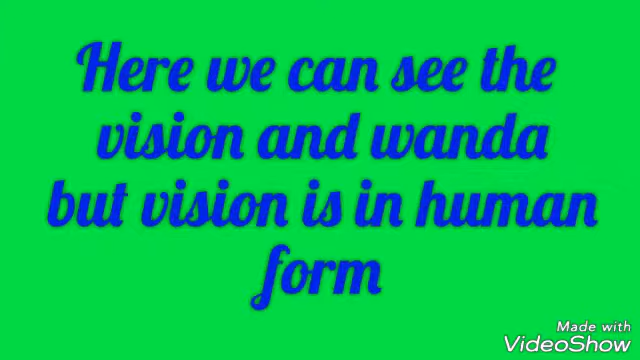 Here we can see the
vision and wanda
but vision is in human
form
Made with
VideoShow